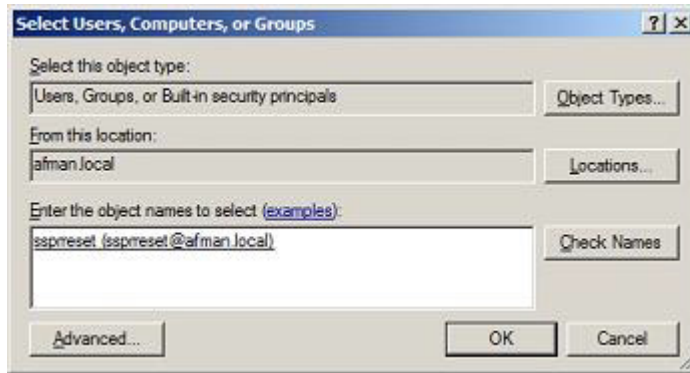 Select Users, Computers, or Groups
Select this object type:
Users, Groups, or Built-in security principals
Object Types...
From this location:
afman.local
Locations...
Enter the object names to select (examples):
ssprreset (ssprreset@afman.local)
Check Names
Advanced...
OK
Cancel